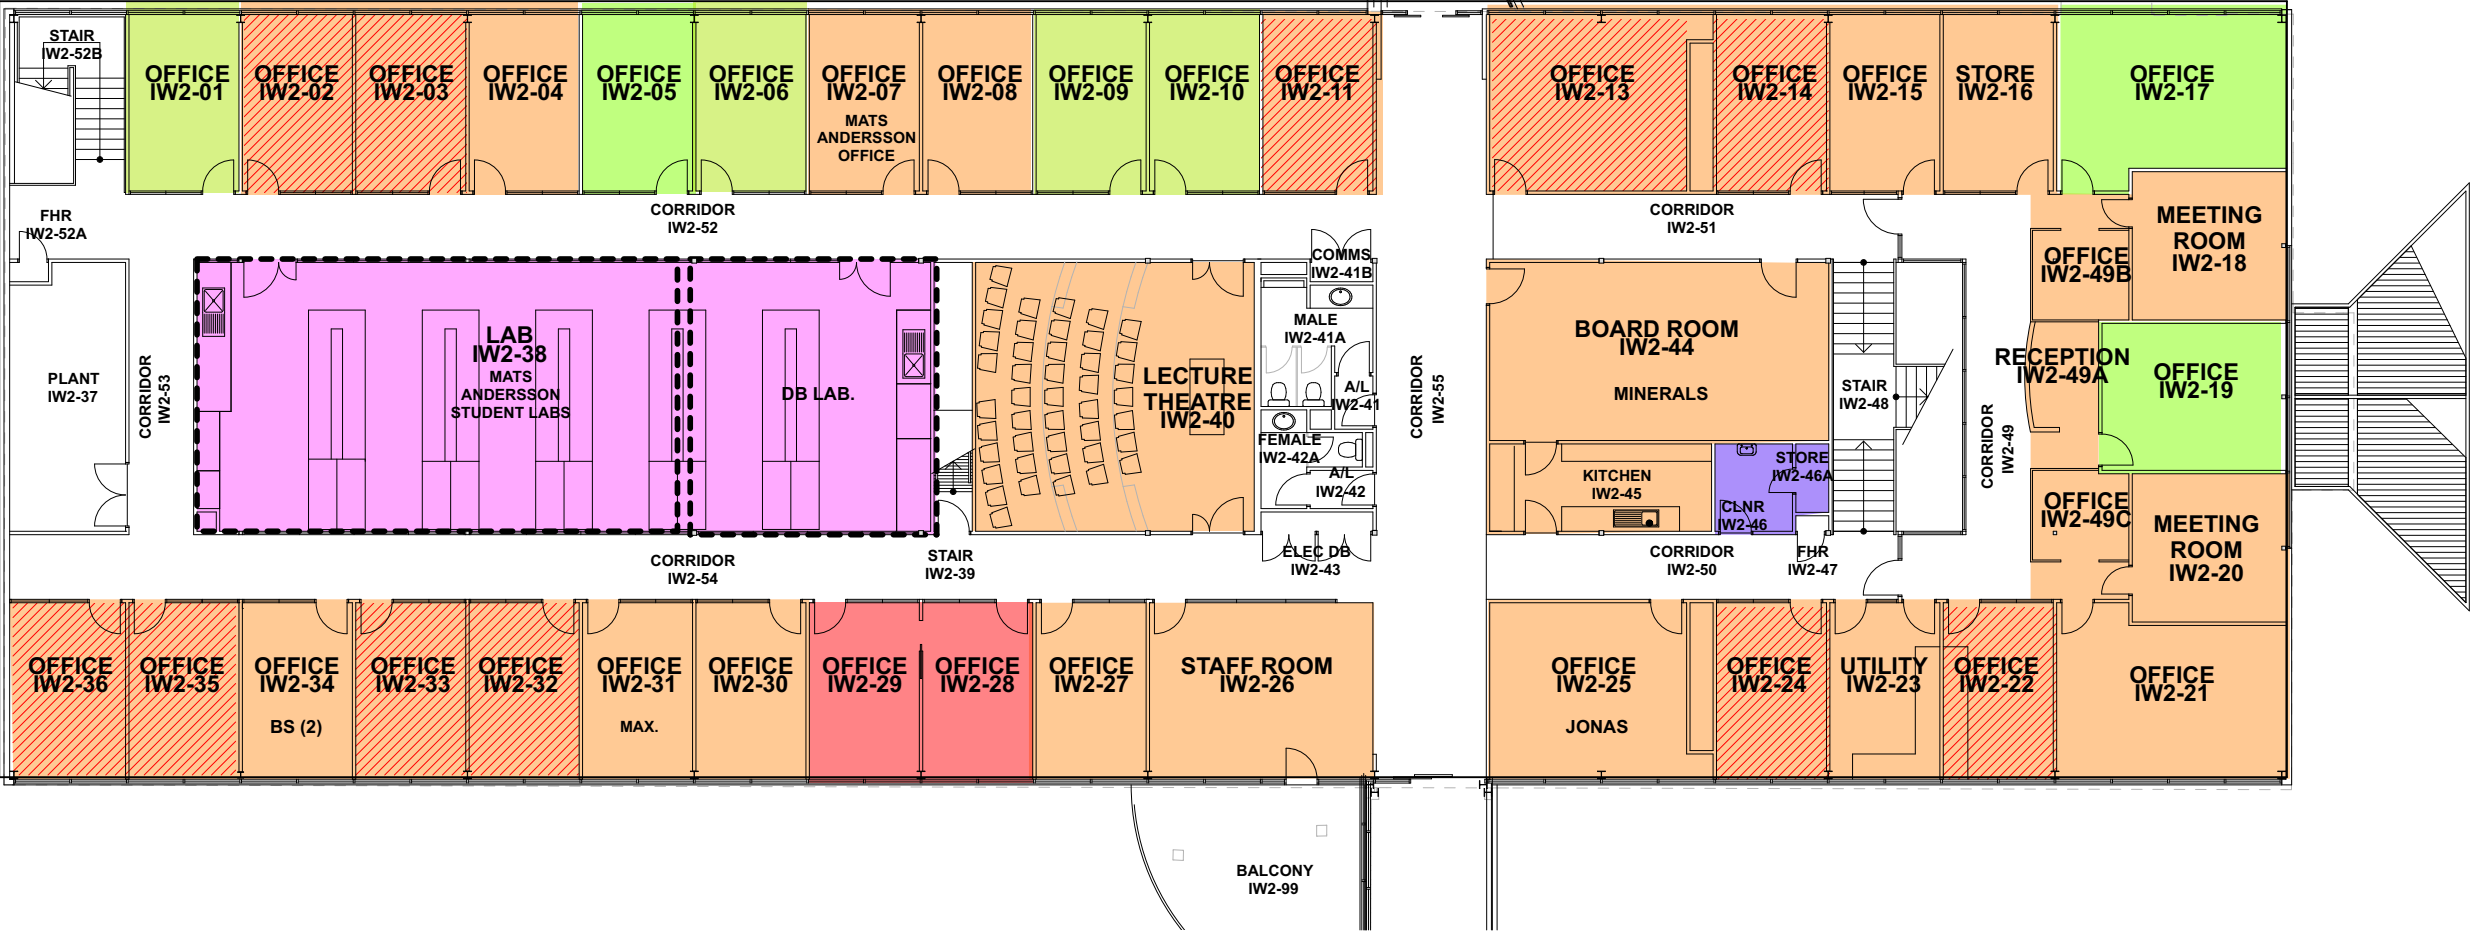 STAIR
IW2-52B
OFFICE
IW2-01
OFFICE
IW2-02
OFFICE
IW2-03
OFFICE
IW2-04
OFFICE
IW2-05
OFFICE
IW2-06
OFFICE
IW2-07
MATS
ANDERSSON
OFFICE
OFFICE
IW2-08
OFFICE
IW2-09
OFFICE
IW2-10
OFFICE
IW2-11
OFFICE
IW2-13
OFFICE
IW2-14
OFFICE
IW2-15
STORE
IW2-16
OFFICE
IW2-17
FHR
IW2-52A
CORRIDOR
IW2-52
CORRIDOR
IW2-51
MEETING
ROOM
IW2-18
OFFICE
IW2-49B
COMMS
IW2-41B
MALE
IW2-41A
A/L
IW2-41
FEMALE
IW2-42A
A/L
IW2-42
PLANT
IW2-37
CORRIDOR
IW2-53
LAB
IW2-38
MATS
ANDERSSON
STUDENT LABS
DB LAB.
LECTURE
THEATRE
IW2-40
CORRIDOR
IW2-55
BOARD ROOM
IW2-44
MINERALS
STAIR
IW2-48
RECEPTION
IW2-49A
OFFICE
IW2-19
CORRIDOR
IW2-49
KITCHEN
IW2-45
STORE
IW2-46A
CLNR
IW2-46
OFFICE
IW2-49C
MEETING
ROOM
IW2-20
CORRIDOR
IW2-54
STAIR
IW2-39
ELEC DB
IW2-43
CORRIDOR
IW2-50
FHR
IW2-47
OFFICE
IW2-36
OFFICE
IW2-35
OFFICE
IW2-34
BS (2)
OFFICE
IW2-33
OFFICE
IW2-32
OFFICE
IW2-31
MAX.
OFFICE
IW2-30
OFFICE
IW2-29
OFFICE
IW2-28
OFFICE
IW2-27
STAFF ROOM
IW2-26
OFFICE
IW2-25
JONAS
OFFICE
IW2-24
UTILITY
IW2-23
OFFICE
IW2-22
OFFICE
IW2-21
BALCONY
IW2-99